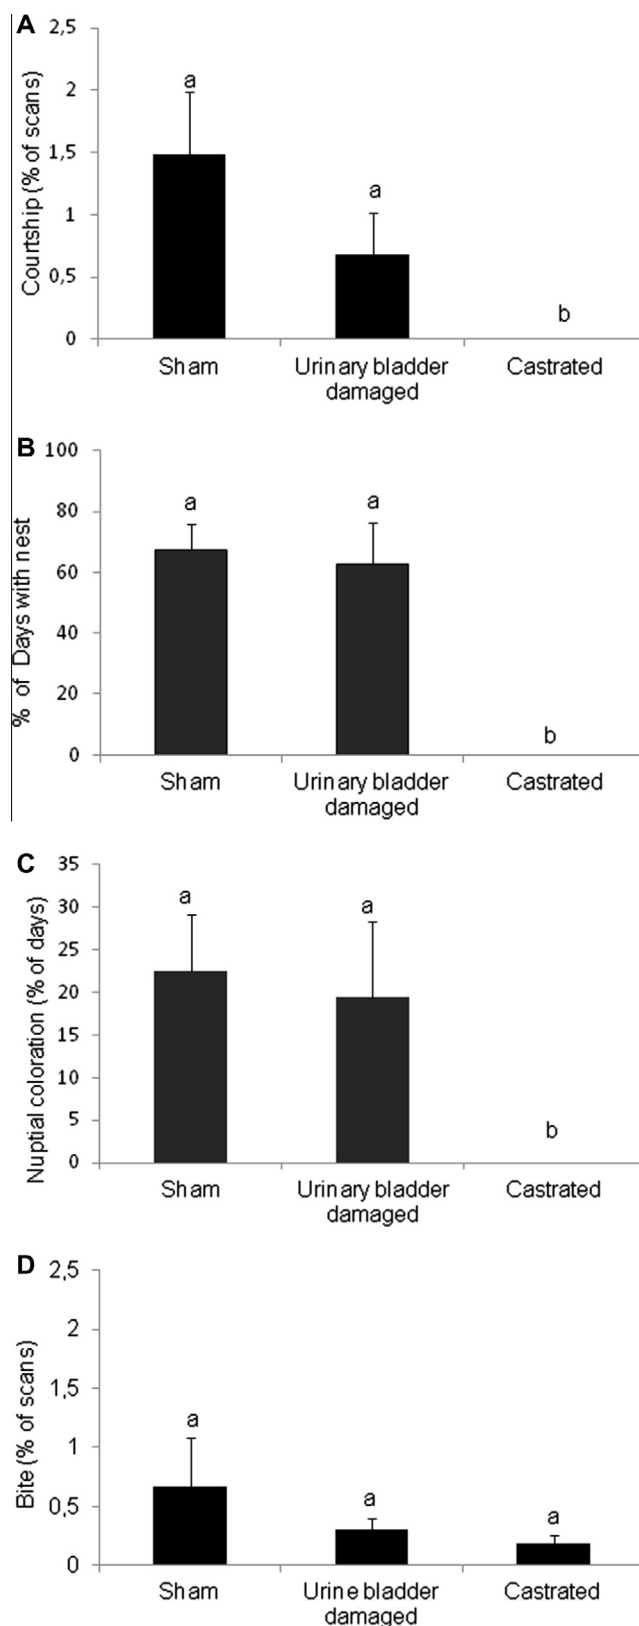 A
Courtship (% of scans)
2,5
2
1,5
1
0,5
0
a
a
b
Sham
Urinary bladder
damaged
Castrated
B
% of Days with nest
100
80
60
40
20
0
a
a
b
Sham
Urinary bladder
damaged
Castrated
C
Nuptial coloration (% of days)
35
30
25
20
15
10
5
0
a
a
b
Sham
Urinary bladder
damaged
Castrated
D
Bite (% of scans)
2,5
2
1,5
1
0,5
0
a
a
a
Sham
Urine bladder
damaged
Castrated